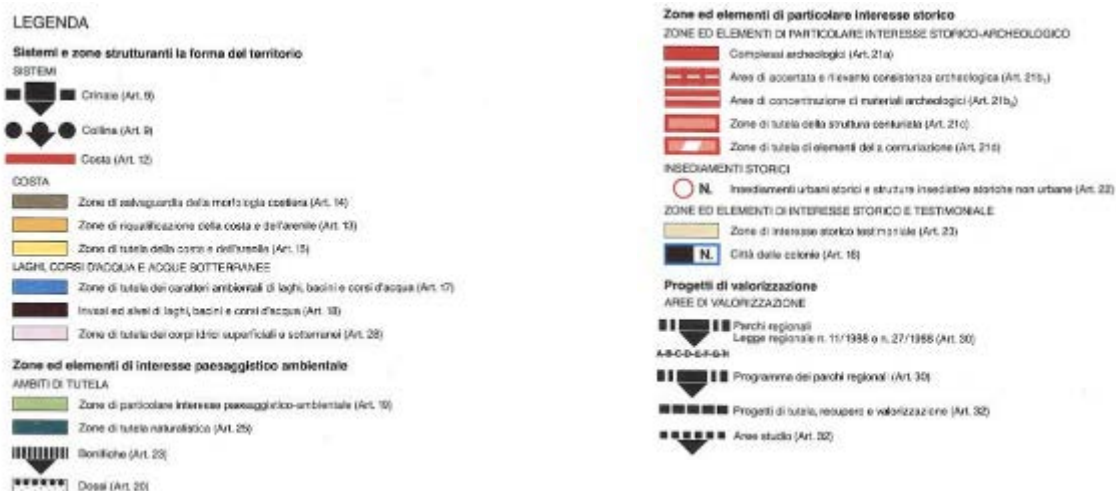 LEGENDA
Sistemi e zone strutturanti la forma del territorio
SISTEMI
Crinale (Art. 9)
Collina (Art. 9)
Costa (Art. 12)
COSTA
Zone di salvaguardia della morfologia costiera (Art. 14)
Zone di riqualificazione della costa e dell'arenile (Art. 13)
Zone di tutela della costa e dell'arenile (Art. 15)
LAGHI, CORSI D'ACQUA E ACQUE SOTTERRANEE
Zone di tutela dei caratteri ambientali di laghi, bacini e corsi d'acqua (Art. 17)
Invasi ed alvei di laghi, bacini e corsi d'acqua (Art. 18)
Zone di tutela dei corpi idrici superficiali e sotterranei (Art. 28)
Zone ed elementi di interesse paesaggistico ambientale
AMBITI DI TUTELA
Zone di particolare interesse paesaggistico-ambientale (Art. 19)
Zone di tutela naturalistica (Art. 25)
Bonifiche (Art. 23)
Dossi (Art. 20)
Zone ed elementi di particolare interesse storico
ZONE ED ELEMENTI DI PARTICOLARE INTERESSE STORICO-ARCHEOLOGICO
Complessi archeologici (Art. 21a)
Aree di accertata e rilevante consistenza archeologica (Art. 21b₁)
Aree di concentrazione di materiali archeologici (Art. 21b₂)
Zone di tutela della struttura centuriata (Art. 21c)
Zone di tutela di elementi della centuriazione (Art. 21d)
INSEDIAMENTI STORICI
N. Insediamenti urbani storici e strutture insediative storiche non urbane (Art. 22)
ZONE ED ELEMENTI DI INTERESSE STORICO E TESTIMONIALE
Zone di interesse storico testimoniale (Art. 23)
N. Città delle colonie (Art. 16)
Progetti di valorizzazione
AREE DI VALORIZZAZIONE
Parchi regionali
Legge regionale n. 11/1988 e n. 27/1988 (Art. 30)
A-B-C-D-E-F-G-H
Programma dei parchi regionali (Art. 30)
Progetti di tutela, recupero e valorizzazione (Art. 32)
Aree studio (Art. 32)